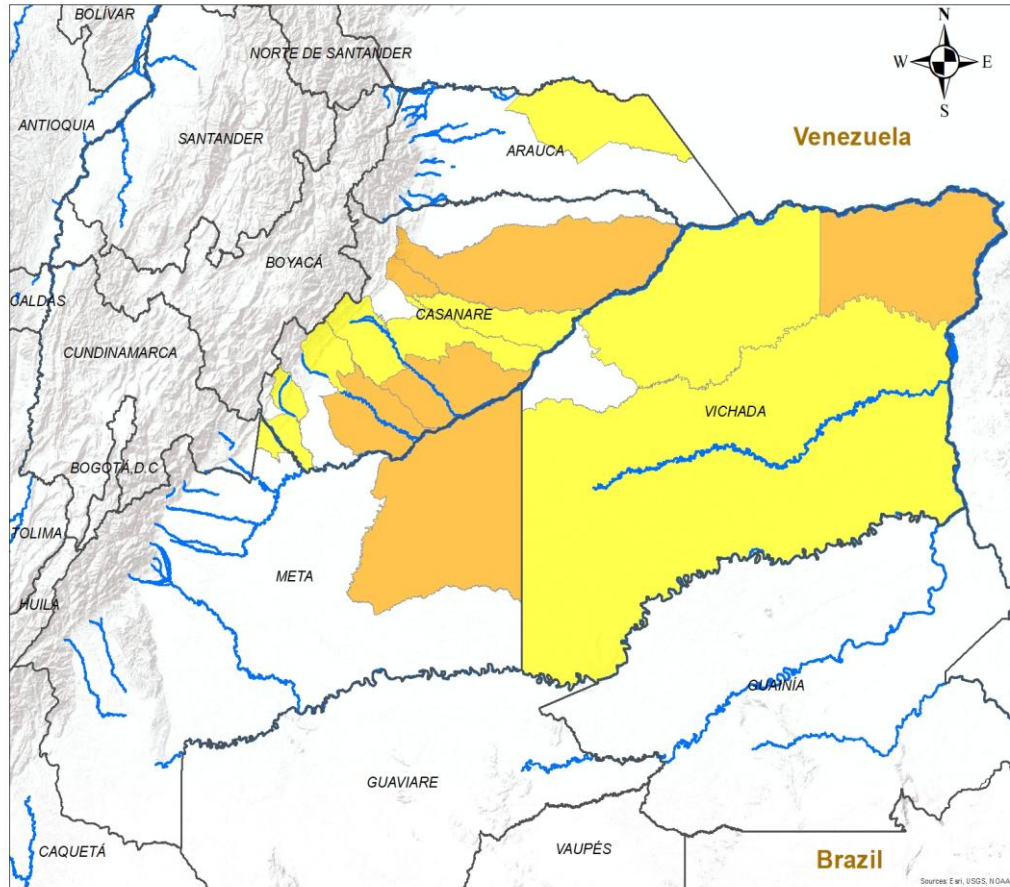 BOLÍVAR
N
NORTE DE SANTANDER
W
E
S
ANTIOQUIA
SANTANDER
Venezuela
ARAUCA
BOYACÁ
CALDAS
CASANARE
CUNDINAMARCA
VICHADA
BOGOTÁ, D.C
TOLIMA
META
HUILA
GUAINÍA
GUAVIARE
CAQUETÁ
VAUPÉS
Brazil
Sources: Esri, USGS, NOAA